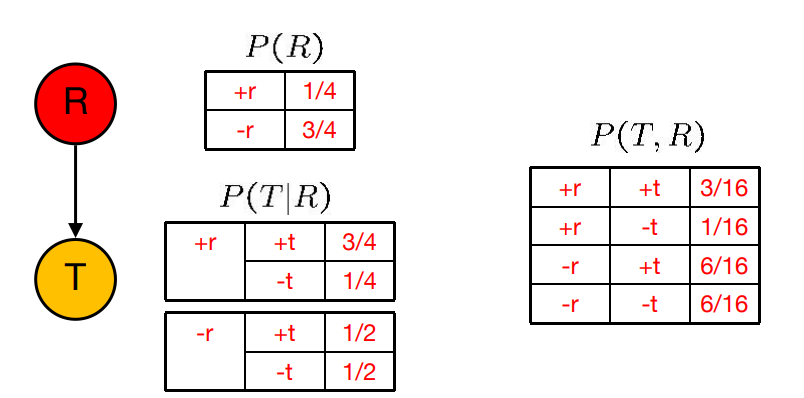 R
T
P(R)
+r 1/4
-r 3/4
P(T|R)
+r +t 3/4
-t 1/4
-r +t 1/2
-t 1/2
P(T, R)
+r +t 3/16
+r -t 1/16
-r +t 6/16
-r -t 6/16